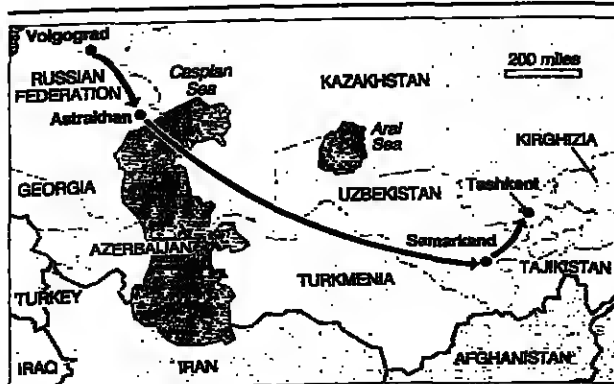 Volgograd
RUSSIAN
FEDERATION
Astrakhan
Caspian
Sea
KAZAKHSTAN
200 miles
Aral
Sea
KIRGHIZIA
GEORGIA
UZBEKISTAN
Tashkent
AZERBAIJAN
Samarkand
TURKMENIA
TAJIKISTAN
TURKEY
IRAQ
IRAN
AFGHANISTAN